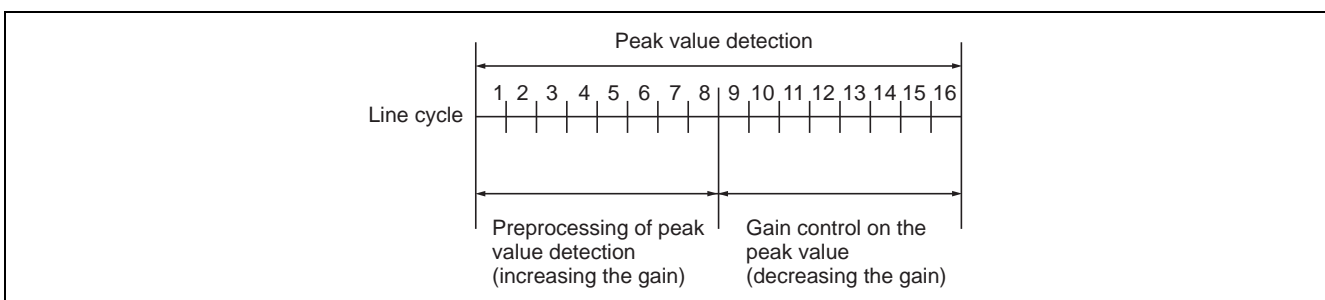 Peak value detection
1 2 3 4 5 6 7 8 9 10 11 12 13 14 15 16
Line cycle
Preprocessing of peak
value detection
(increasing the gain)
Gain control on the
peak value
(decreasing the gain)